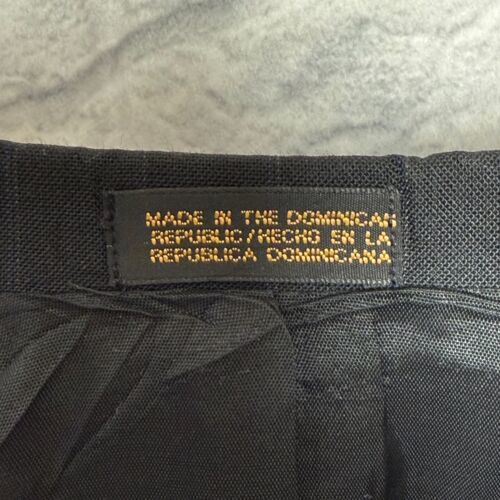 MADE IN THE DOMINICAN
REPUBLIC/HECHO EN LA
REPUBLICA DOMINICANA